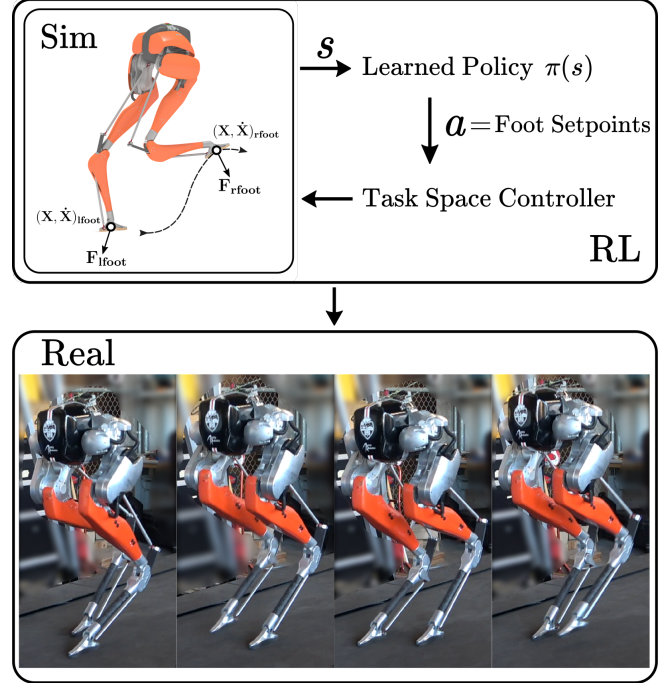 Sim
s
Learned Policy π(s)
(X, Ẋ)rfoot
a=Foot Setpoints
Frfoot
(X, Ẋ)lfoot
Task Space Controller
Flfoot
RL
Real